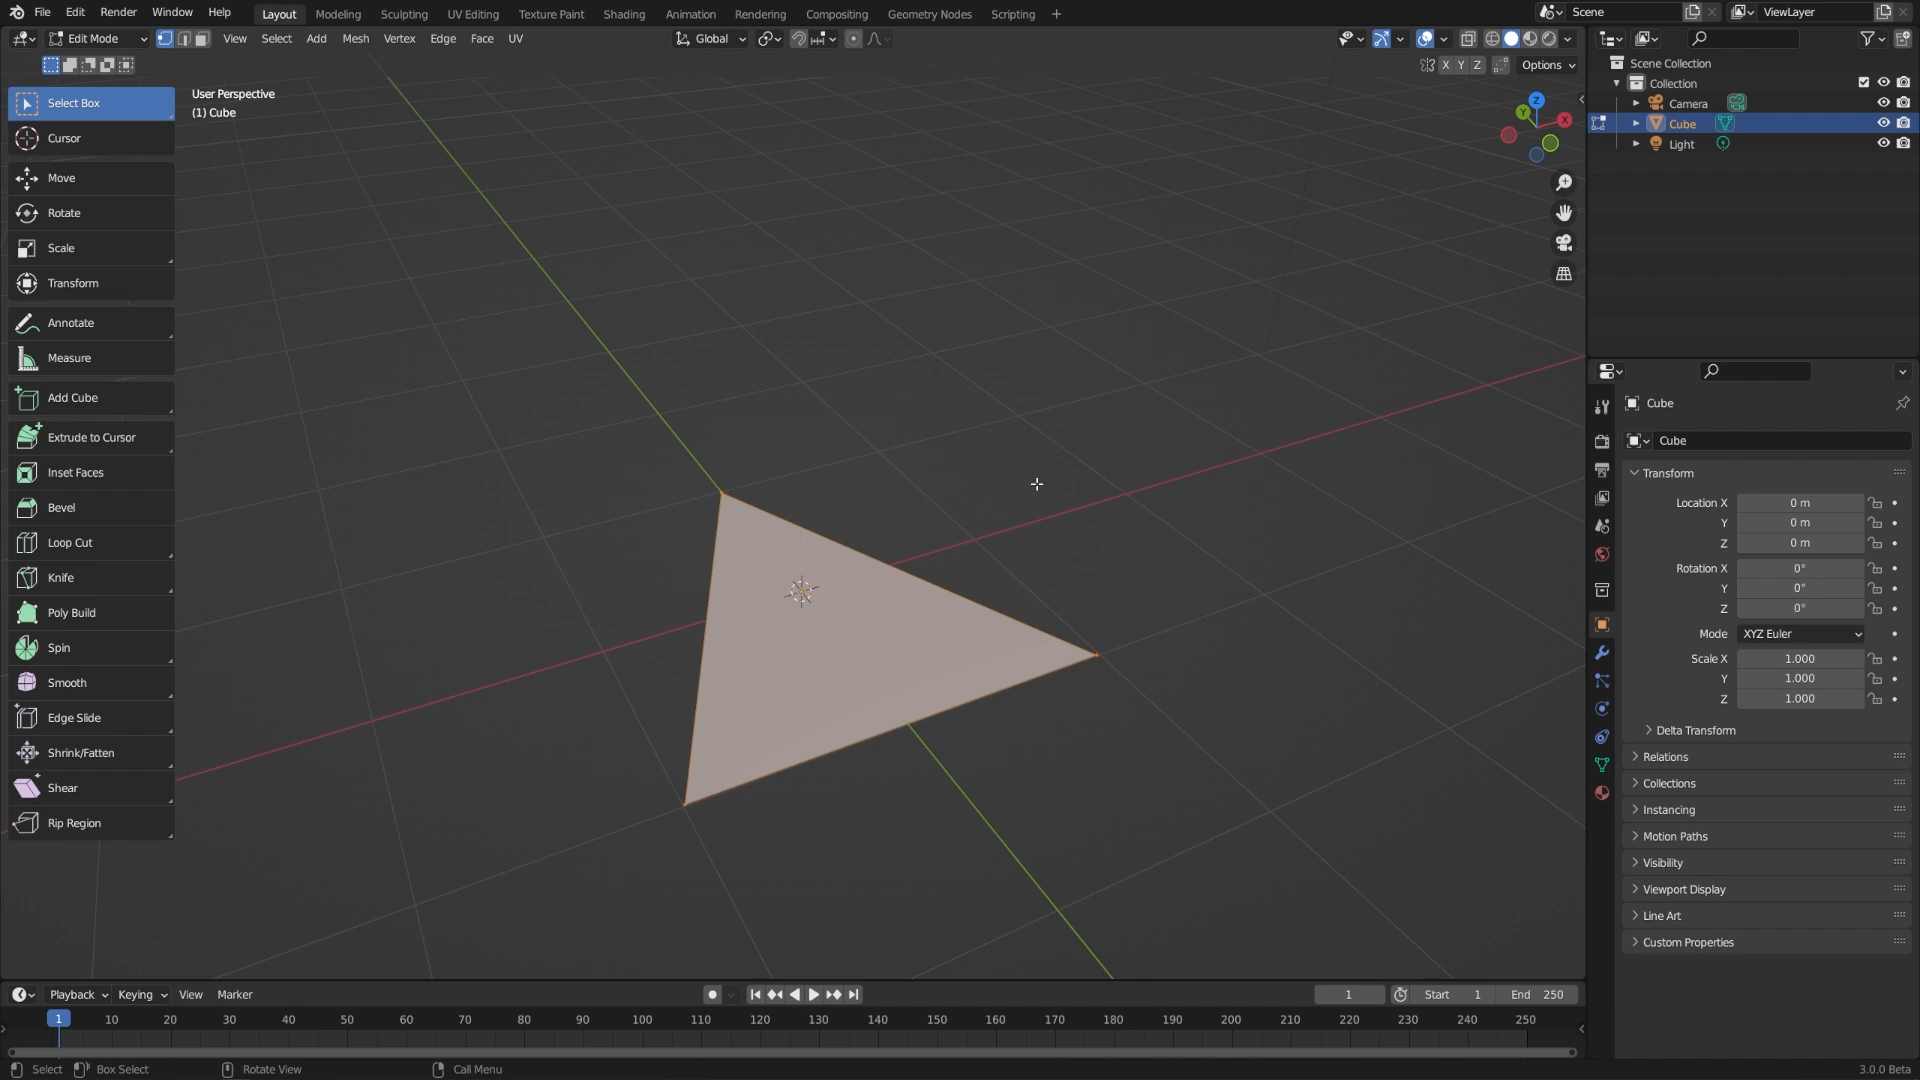 File Edit Render Window Help Layout Modeling Sculpting UV Editing Texture Paint Shading Animation Rendering Compositing Geometry Nodes Scripting + Scene ViewLayer
Edit Mode View Select Add Mesh Vertex Edge Face UV Global
X Y Z Options
User Perspective
(1) Cube
Select Box
Cursor
Move
Rotate
Scale
Transform
Annotate
Measure
Add Cube
Extrude to Cursor
Inset Faces
Bevel
Loop Cut
Knife
Poly Build
Spin
Smooth
Edge Slide
Shrink/Fatten
Shear
Rip Region
Z
Y
X
Scene Collection
Collection
Camera
Cube
Light
Cube
Cube
Transform
Location X 0 m
Y 0 m
Z 0 m
Rotation X 0°
Y 0°
Z 0°
Mode XYZ Euler
Scale X 1.000
Y 1.000
Z 1.000
Delta Transform
Relations
Collections
Instancing
Motion Paths
Visibility
Viewport Display
Line Art
Custom Properties
Playback Keying View Marker 1 Start 1 End 250
1 10 20 30 40 50 60 70 80 90 100 110 120 130 140 150 160 170 180 190 200 210 220 230 240 250
Select Box Select Rotate View Call Menu 3.0.0 Beta